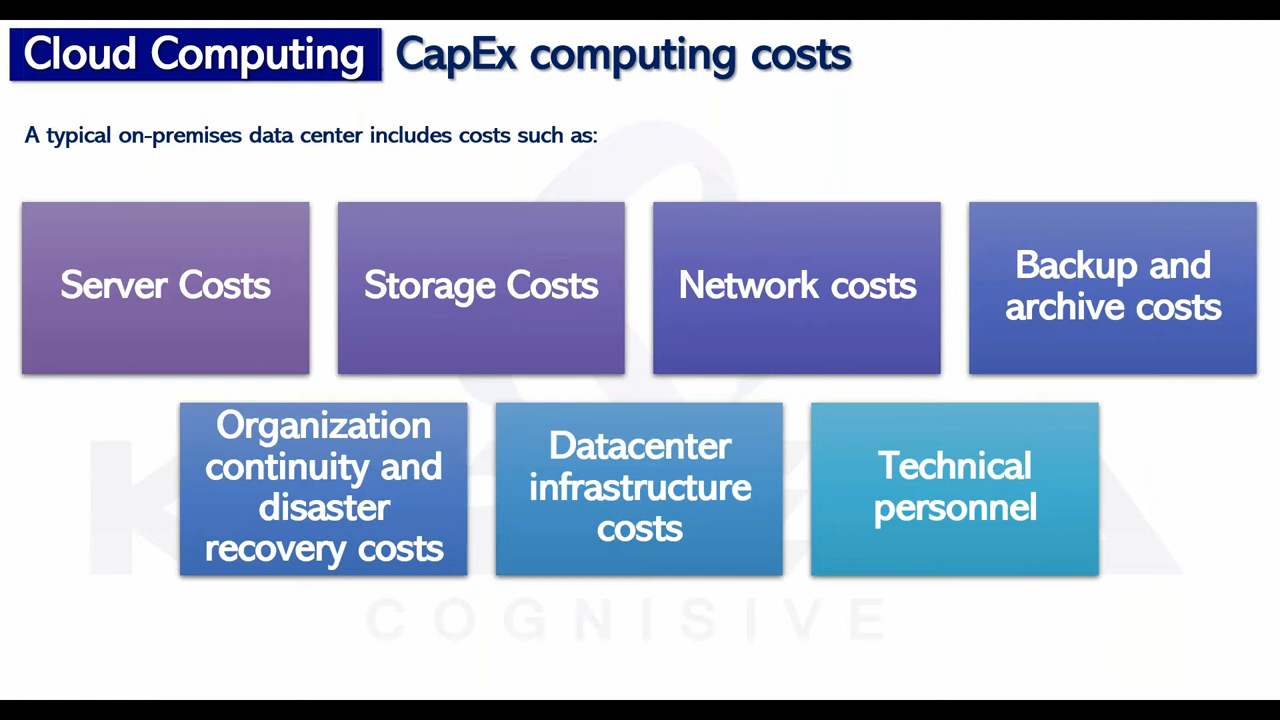 Cloud Computing CapEx computing costs
A typical on-premises data center includes costs such as:
Server Costs
Storage Costs
Network costs
Backup and
archive costs
Organization
continuity and
disaster
recovery costs
Datacenter
infrastructure
costs
Technical
personnel
COGNISIVE